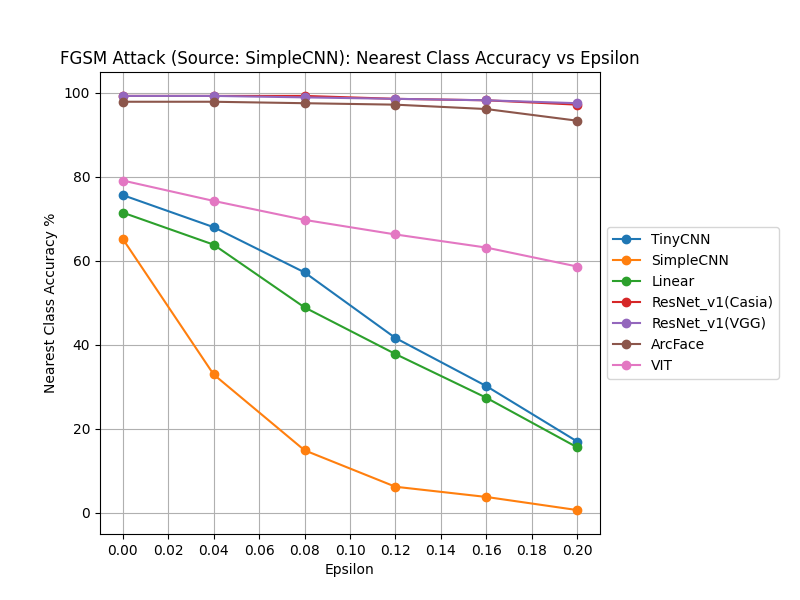 FGSM Attack (Source: SimpleCNN): Nearest Class Accuracy vs Epsilon
Nearest Class Accuracy %
100
80
60
40
20
0
0.00 0.02 0.04 0.06 0.08 0.10 0.12 0.14 0.16 0.18 0.20
Epsilon
TinyCNN
SimpleCNN
Linear
ResNet_v1(Casia)
ResNet_v1(VGG)
ArcFace
VIT